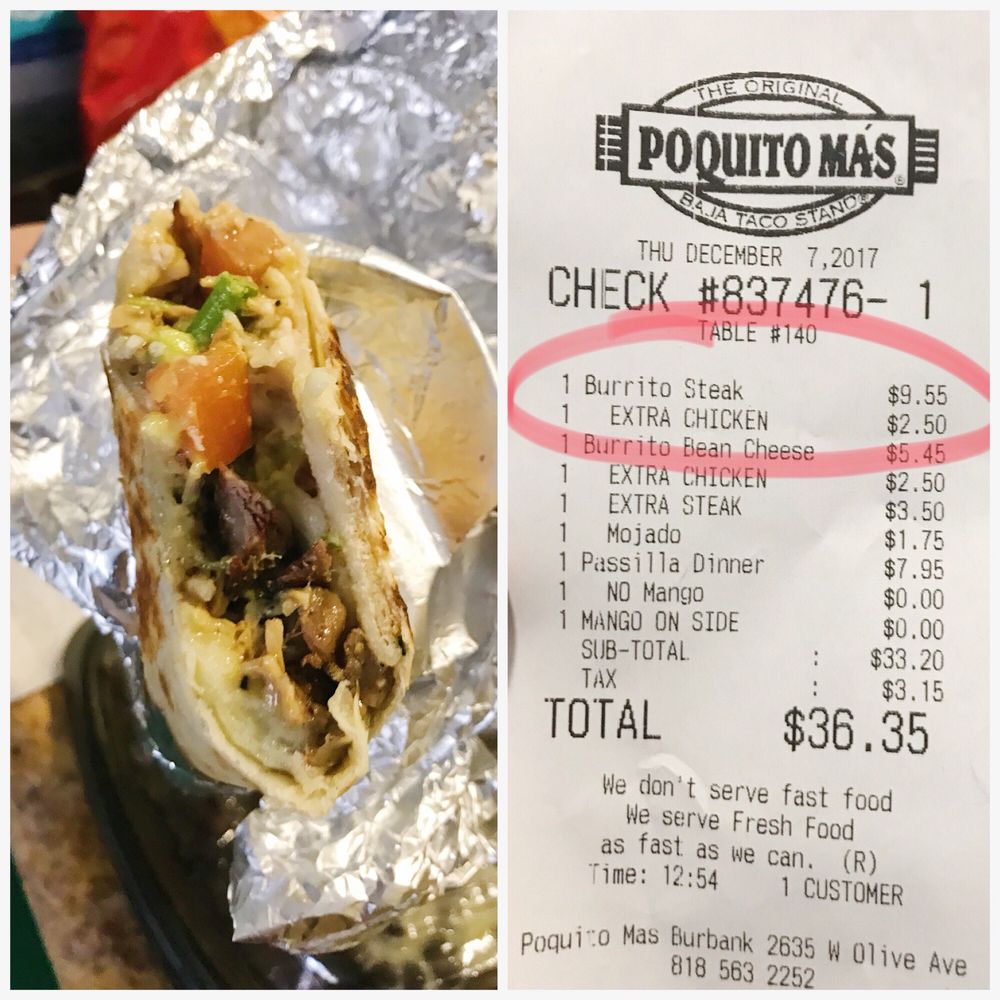 THE ORIGINAL
POQUITO MÁS®
BAJA TACO STAND®
THU DECEMBER 7,2017
CHECK #837476- 1
TABLE #140
1 Burrito Steak $9.55
1 EXTRA CHICKEN $2.50
1 Burrito Bean Cheese $5.45
1 EXTRA CHICKEN $2.50
1 EXTRA STEAK $3.50
1 Mojado $1.75
1 Passilla Dinner $7.95
1 NO Mango $0.00
1 MANGO ON SIDE $0.00
SUB-TOTAL : $33.20
TAX : $3.15
TOTAL $36.35
We don't serve fast food
We serve Fresh Food
as fast as we can. (R)
Time: 12:54 1 CUSTOMER
Poquito Mas Burbank 2635 W Olive Ave
818 563 2252